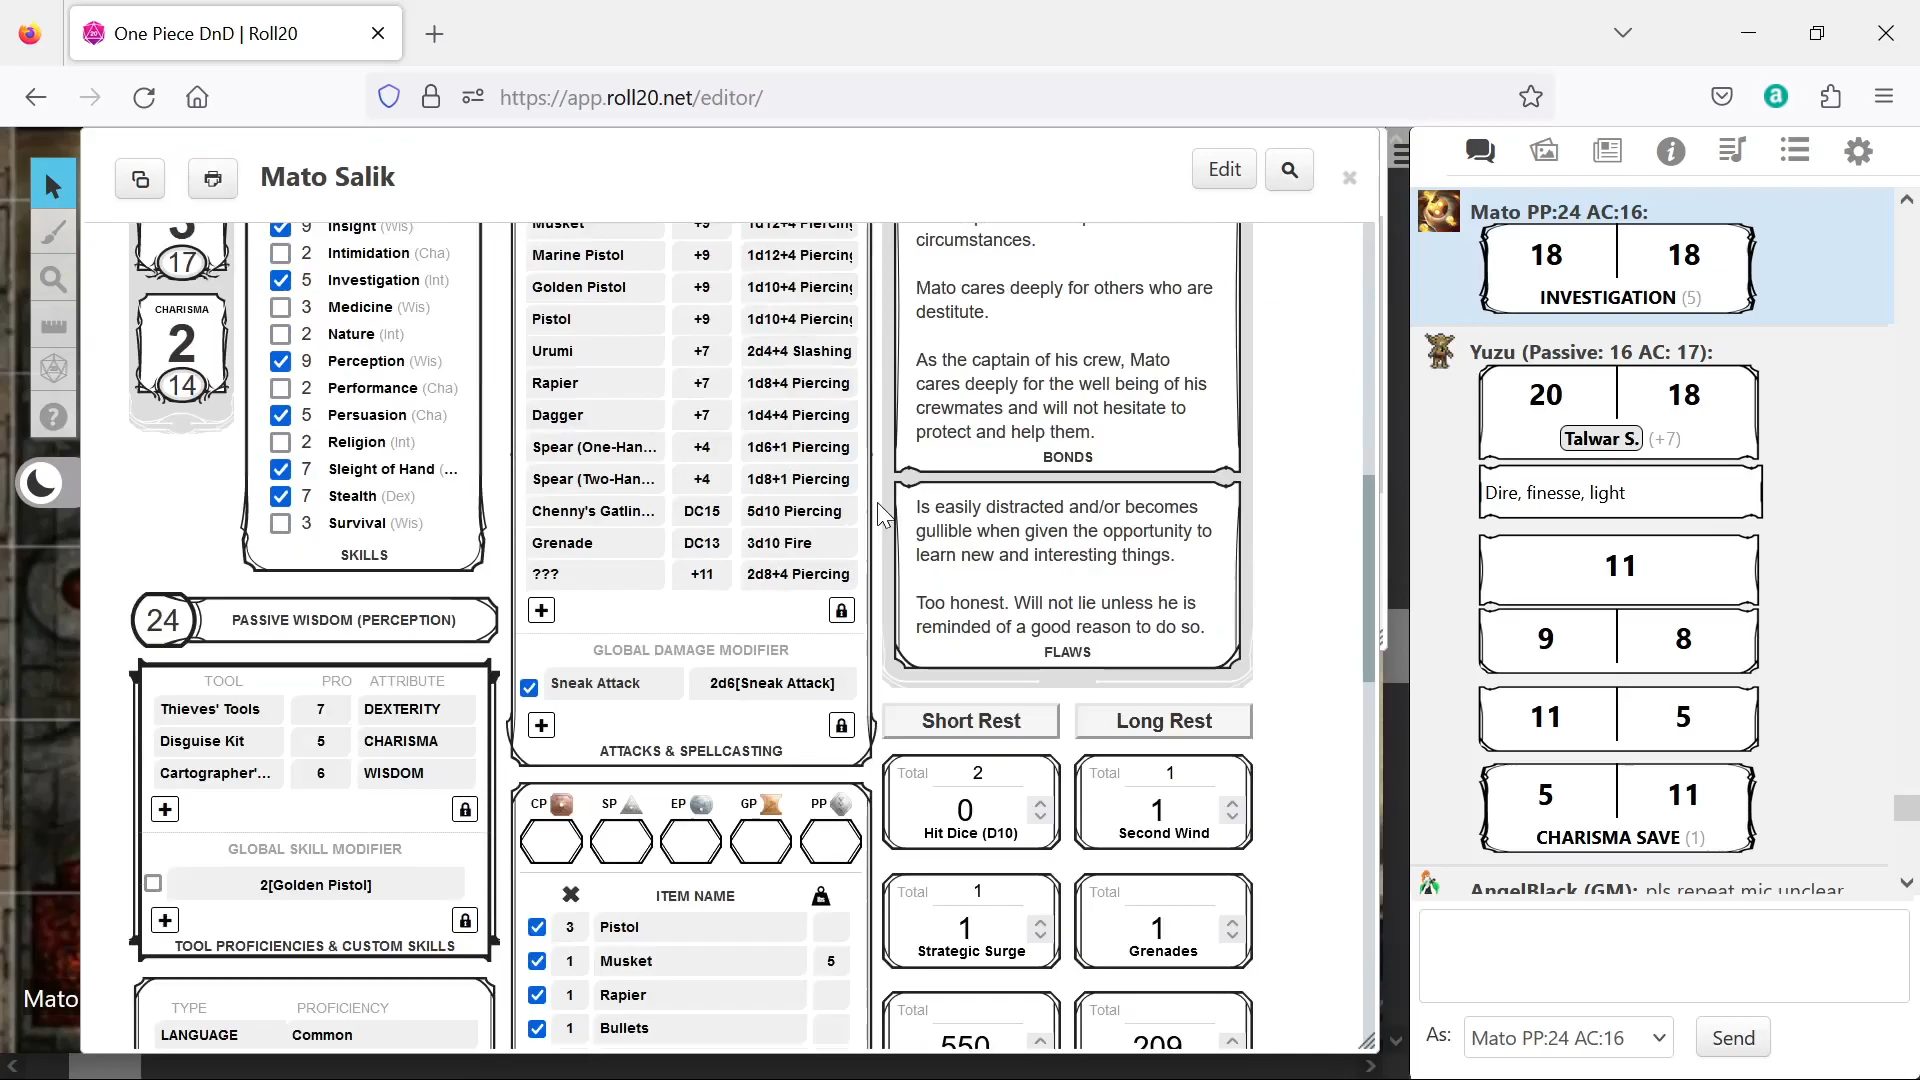 One Piece DnD | Roll20
https://app.roll20.net/editor/
Mato Salik
Edit
17
CHARISMA
2
14
9 Insight (Wis)
2 Intimidation (Cha)
5 Investigation (Int)
3 Medicine (Wis)
2 Nature (Int)
9 Perception (Wis)
2 Performance (Cha)
5 Persuasion (Cha)
2 Religion (Int)
7 Sleight of Hand (...
7 Stealth (Dex)
3 Survival (Wis)
SKILLS
24 PASSIVE WISDOM (PERCEPTION)
TOOL PRO ATTRIBUTE
Thieves' Tools 7 DEXTERITY
Disguise Kit 5 CHARISMA
Cartographer'... 6 WISDOM
GLOBAL SKILL MODIFIER
2[Golden Pistol]
TOOL PROFICIENCIES & CUSTOM SKILLS
TYPE PROFICIENCY
LANGUAGE Common
Mato
Musket +9 1d12+4 Piercing
Marine Pistol +9 1d12+4 Piercing
Golden Pistol +9 1d10+4 Piercing
Pistol +9 1d10+4 Piercing
Urumi +7 2d4+4 Slashing
Rapier +7 1d8+4 Piercing
Dagger +7 1d4+4 Piercing
Spear (One-Han... +4 1d6+1 Piercing
Spear (Two-Han... +4 1d8+1 Piercing
Chenny's Gatlin... DC15 5d10 Piercing
Grenade DC13 3d10 Fire
??? +11 2d8+4 Piercing
GLOBAL DAMAGE MODIFIER
Sneak Attack 2d6[Sneak Attack]
ATTACKS & SPELLCASTING
CP SP EP GP PP
ITEM NAME
3 Pistol
1 Musket 5
1 Rapier
1 Bullets
circumstances.
Mato cares deeply for others who are
destitute.
As the captain of his crew, Mato
cares deeply for the well being of his
crewmates and will not hesitate to
protect and help them.
BONDS
Is easily distracted and/or becomes
gullible when given the opportunity to
learn new and interesting things.
Too honest. Will not lie unless he is
reminded of a good reason to do so.
FLAWS
Short Rest Long Rest
Total 2
0
Hit Dice (D10)
Total 1
1
Second Wind
Total 1
1
Strategic Surge
Total
1
Grenades
Total
550
Total
209
Mato PP:24 AC:16:
18 18
INVESTIGATION (5)
Yuzu (Passive: 16 AC: 17):
20 18
Talwar S. (+7)
Dire, finesse, light
11
9 8
11 5
5 11
CHARISMA SAVE (1)
AngelBlack (GM): pls repeat mic unclear
As: Mato PP:24 AC:16 Send